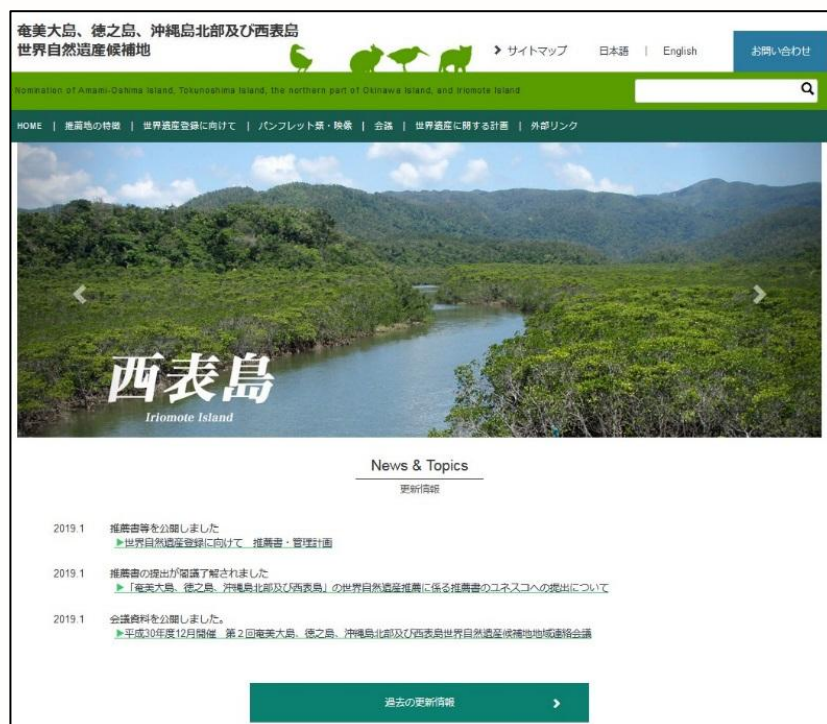 奄美大島、徳之島、沖縄島北部及び西表島
世界自然遺産候補地
サイトマップ
日本語 | English
お問い合わせ
Nomination of Amami-Oshima Island, Tokunoshima Island, the northern part of Okinawa Island, and Iriomote Island
HOME | 推薦地の特徴 | 世界遺産登録に向けて | パンフレット類・映像 | 会議 | 世界遺産に関する計画 | 外部リンク
西表島
Iriomote Island
News & Topics
更新情報
2019.1 推薦書等を公開しました
▶世界自然遺産登録に向けて 推薦書・管理計画
2019.1 推薦書の提出が閣議了解されました
▶「奄美大島、徳之島、沖縄島北部及び西表島」の世界自然遺産推薦に係る推薦書のユネスコへの提出について
2019.1 会議資料を公開しました。
▶平成30年度12月開催 第2回奄美大島、徳之島、沖縄島北部及び西表島世界自然遺産候補地地域連絡会議
過去の更新情報